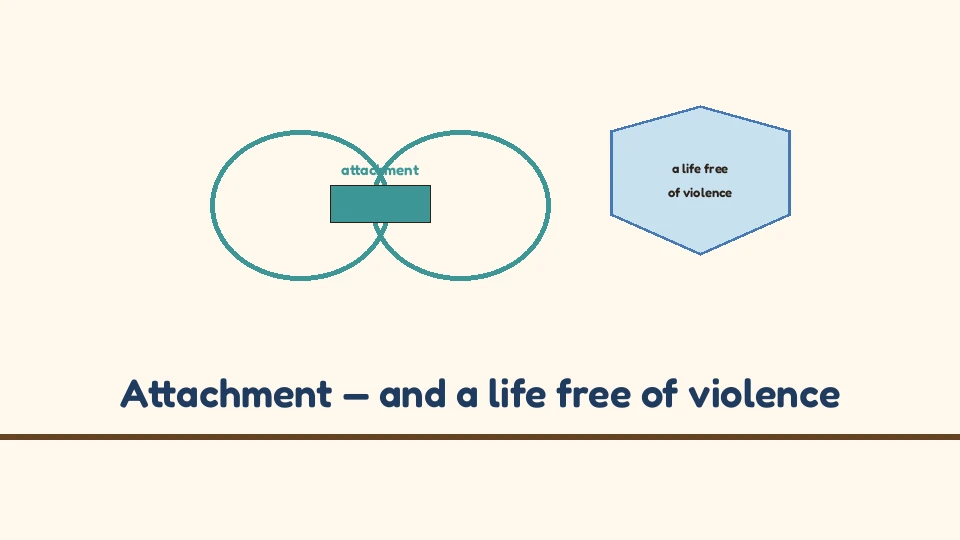 attachment
a life free
of violence
Attachment – and a life free of violence